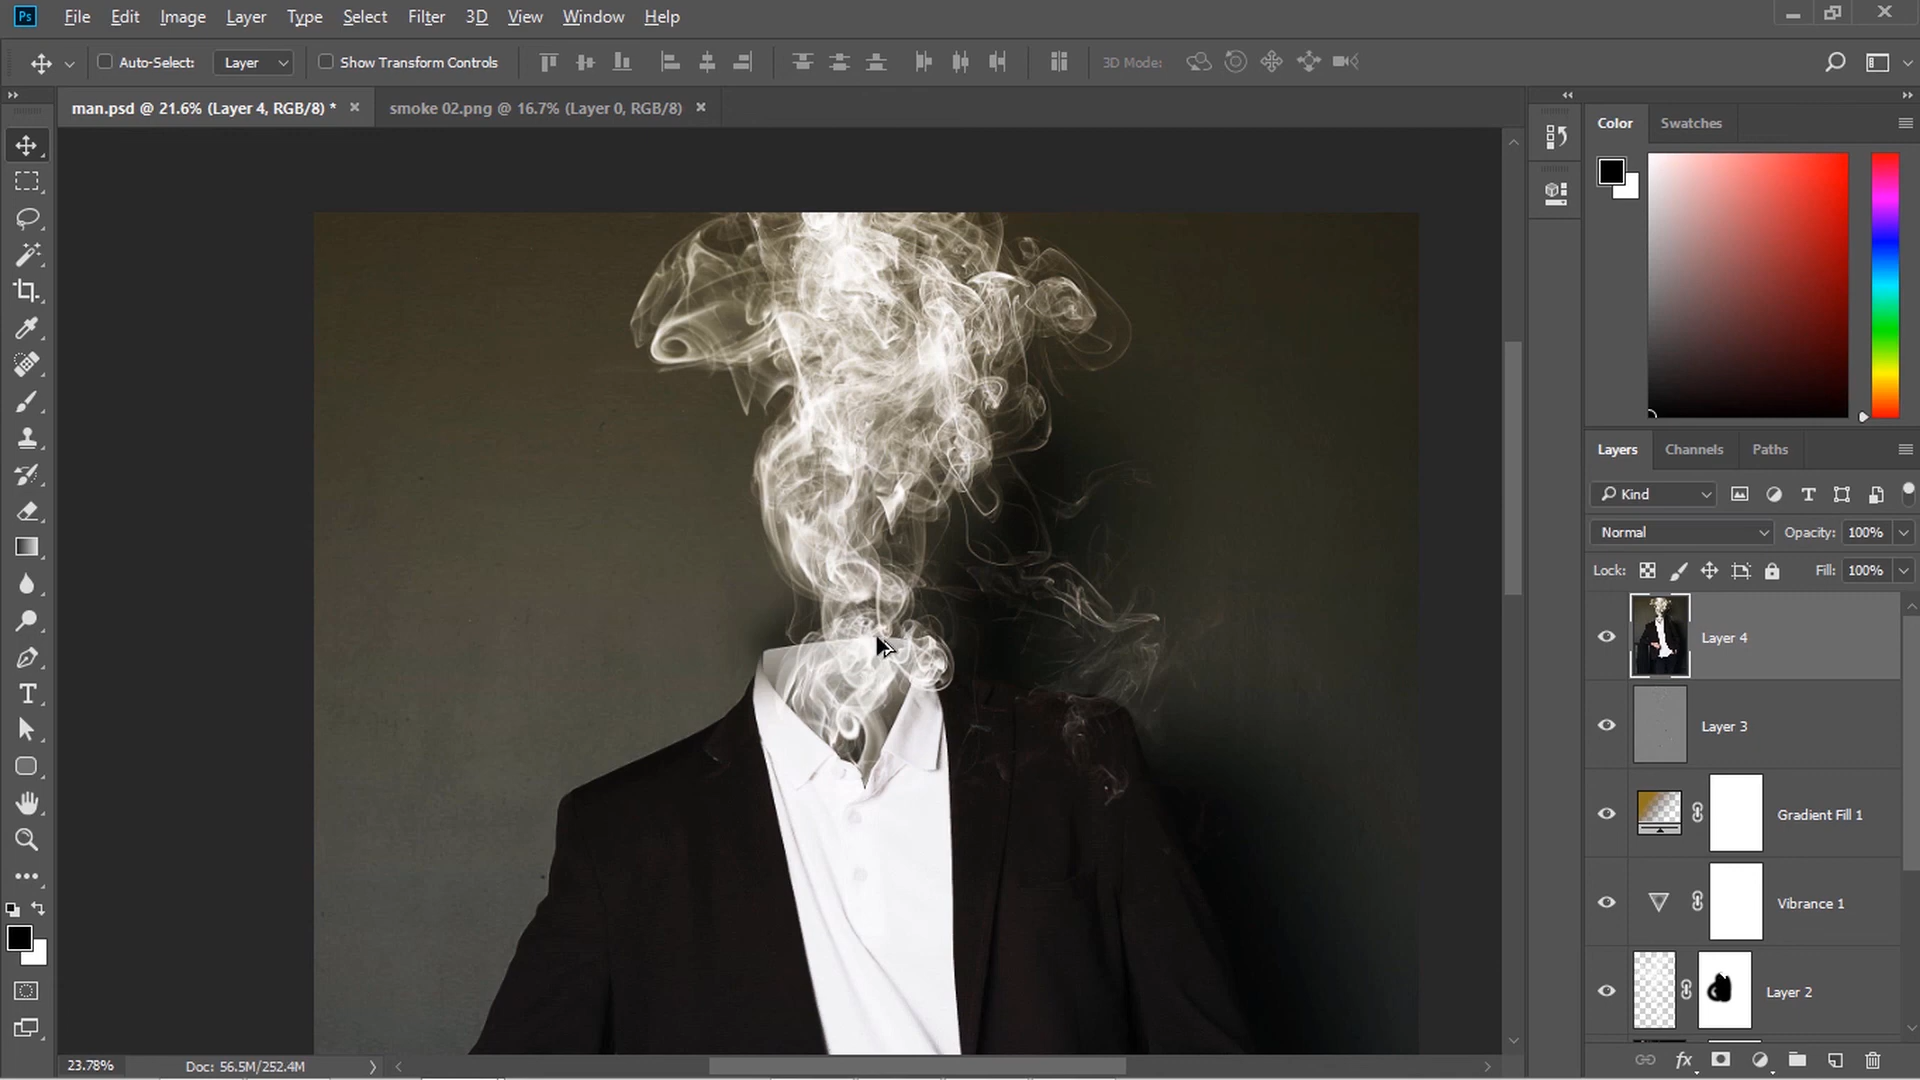 Ps File Edit Image Layer Type Select Filter 3D View Window Help
Auto-Select: Layer Show Transform Controls 3D Mode:
man.psd @ 21.6% (Layer 4, RGB/8) * × smoke 02.png @ 16.7% (Layer 0, RGB/8) ×
Color Swatches
Layers Channels Paths
Kind
Normal Opacity: 100%
Lock: Fill: 100%
Layer 4
Layer 3
Gradient Fill 1
Vibrance 1
Layer 2
23.78% Doc: 56.5M/252.4M
fx